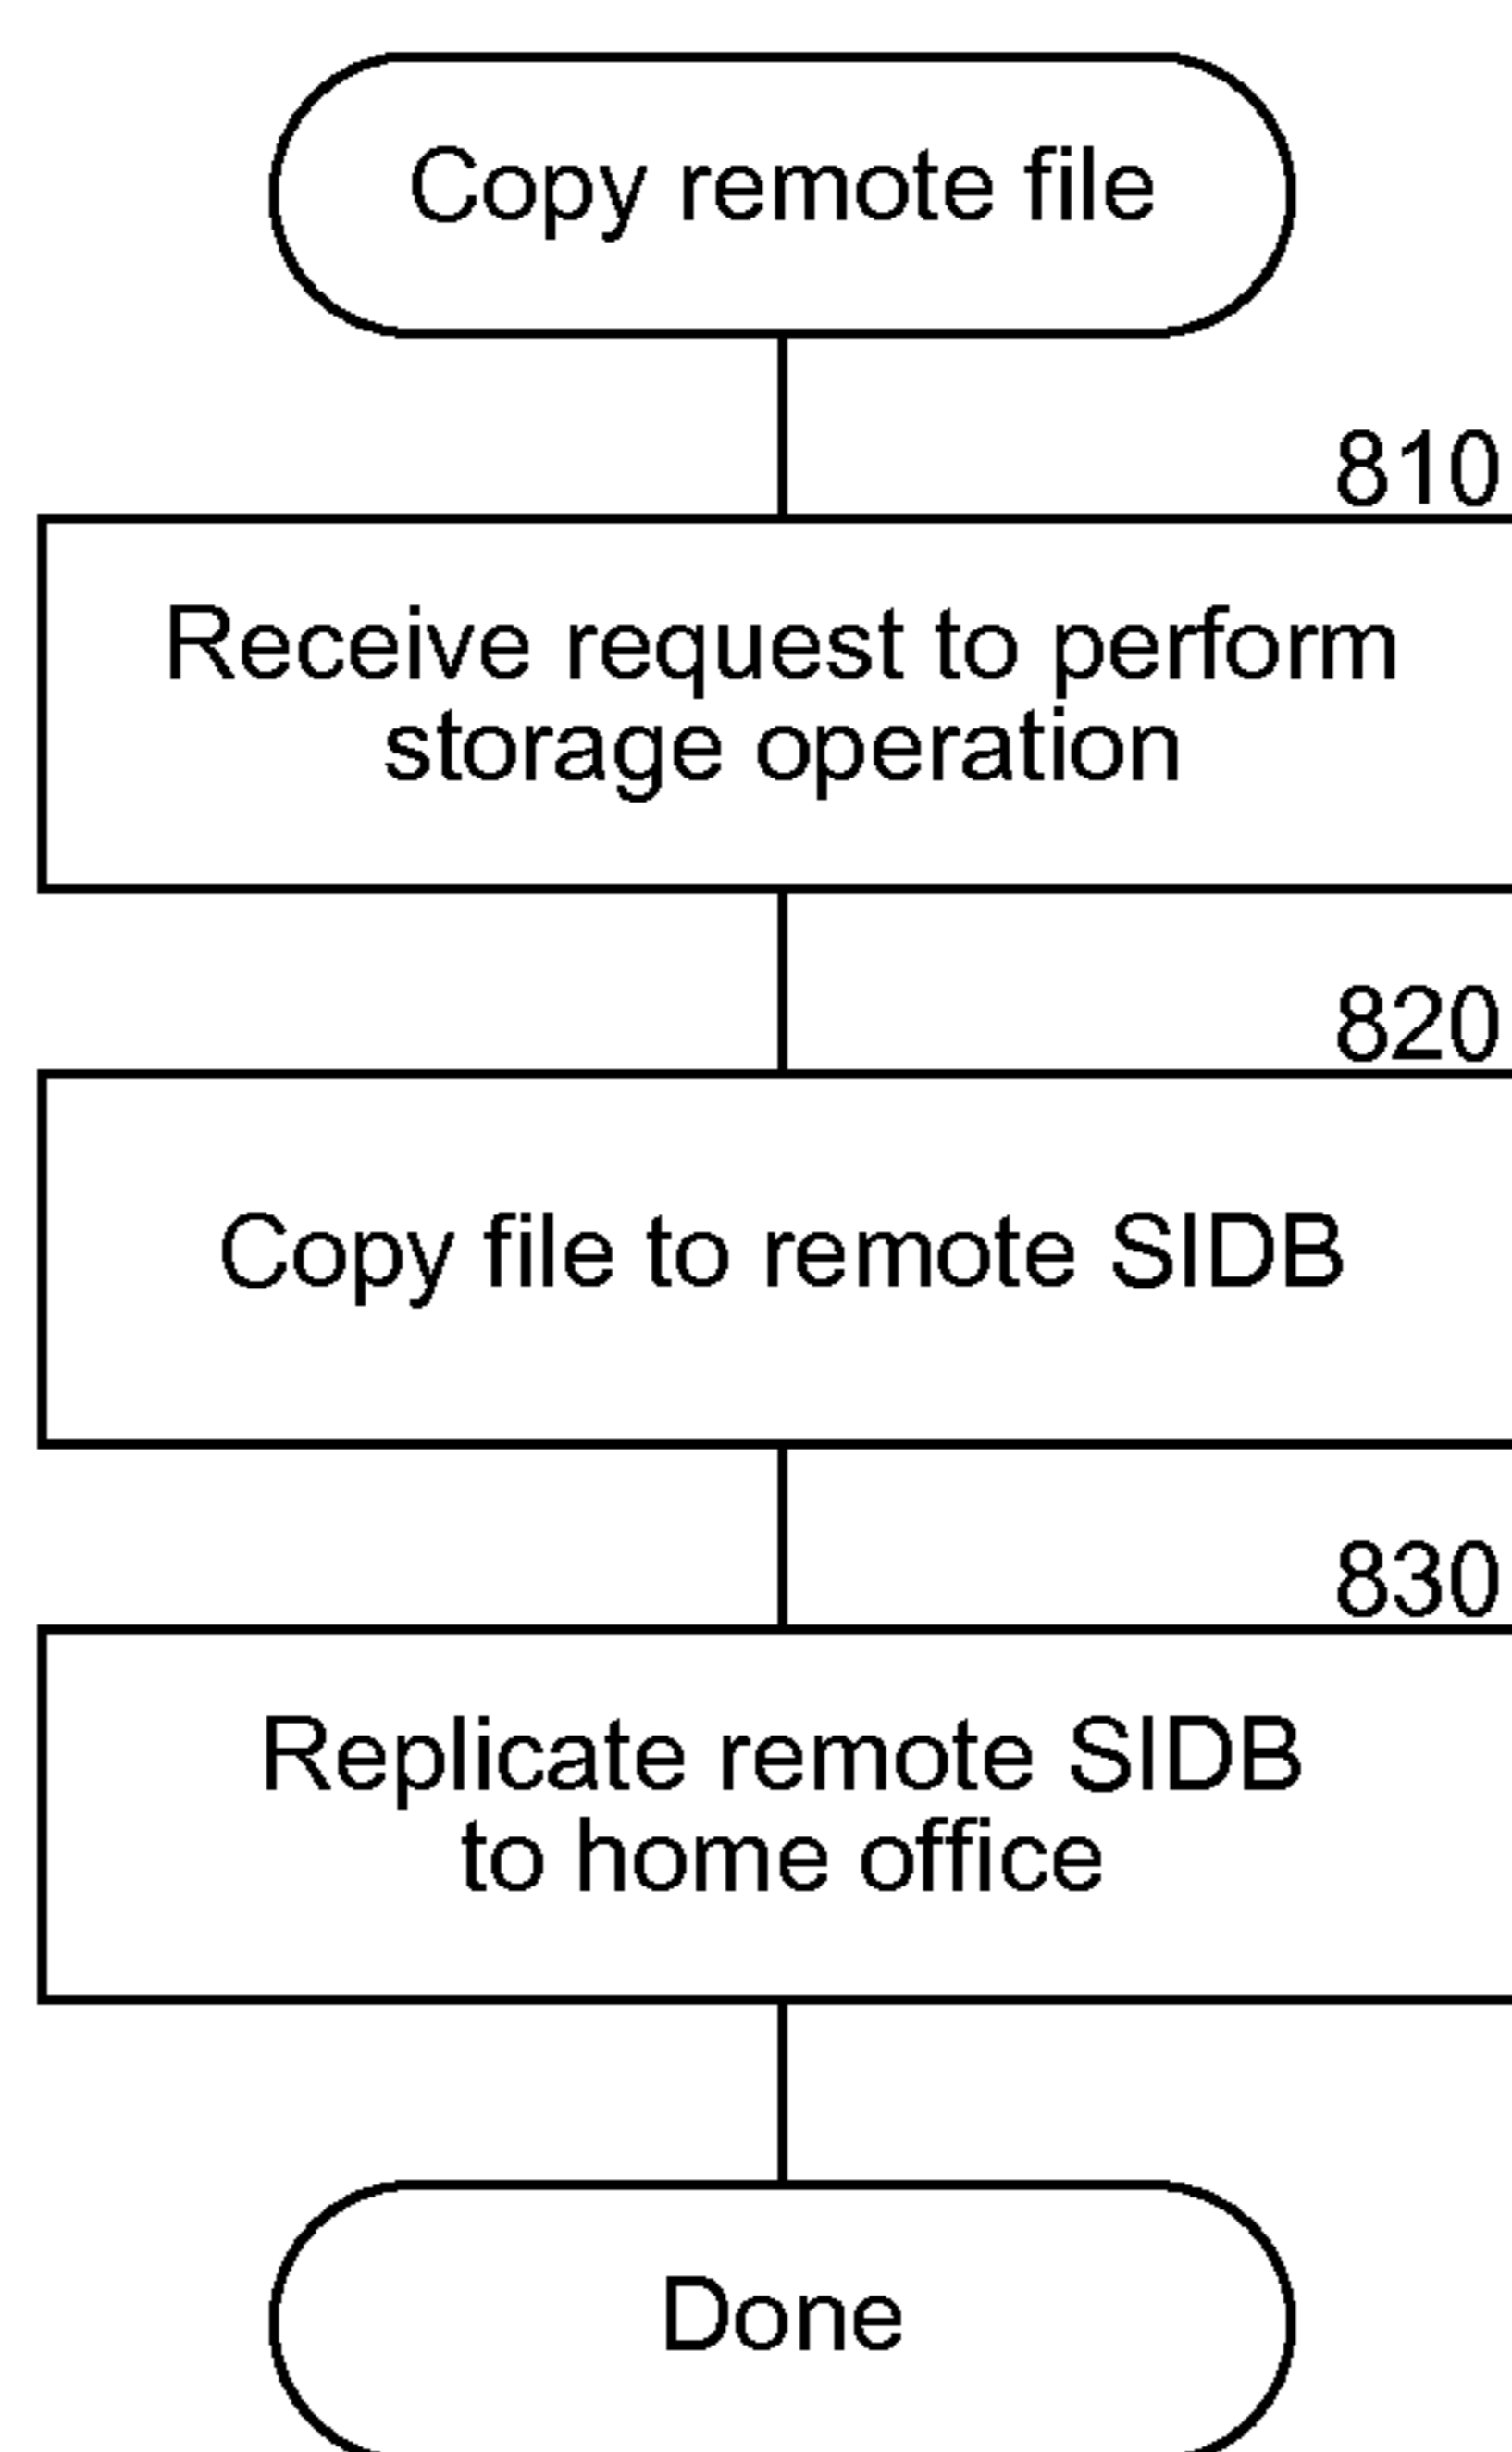 Copy remote file
810
Receive request to perform
storage operation
820
Copy file to remote SIDB
830
Replicate remote SIDB
to home office
Done